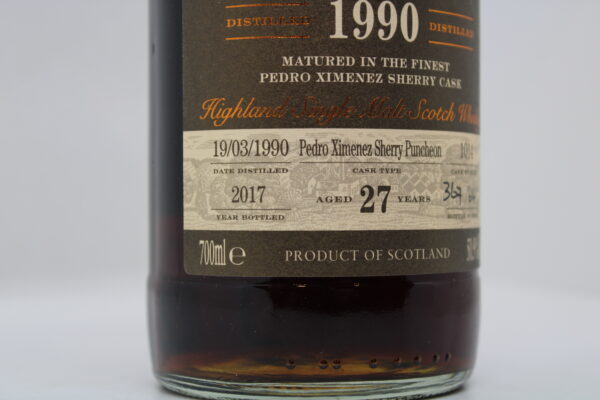 DISTILLED 1990 DISTILLED
MATURED IN THE FINEST
PEDRO XIMENEZ SHERRY CASK
Highland Single Malt Scotch
19/03/1990 Pedro Ximenez Sherry Puncheon
DATE DISTILLED CASK TYPE
2017 AGED 27 YEARS 367
YEAR BOTTLED
700ml e PRODUCT OF SCOTLAND